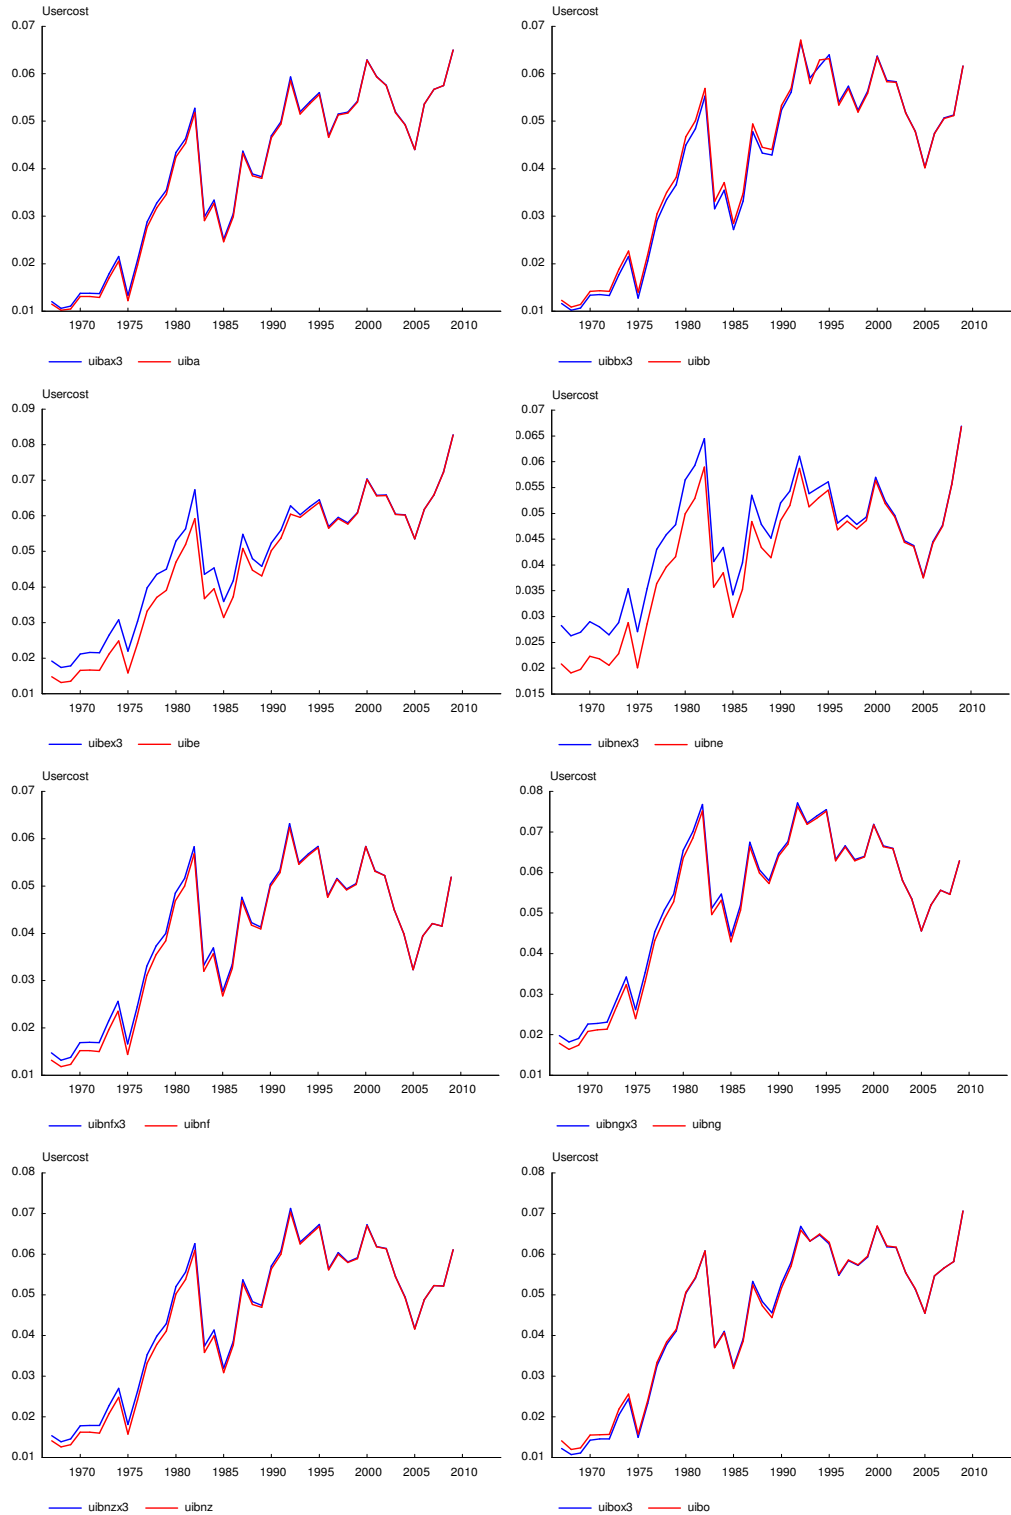 Usercost
0.07
0.06
0.05
0.04
0.03
0.02
0.01
1970 1975 1980 1985 1990 1995 2000 2005 2010
uibax3 uiba
Usercost
0.07
0.06
0.05
0.04
0.03
0.02
0.01
1970 1975 1980 1985 1990 1995 2000 2005 2010
uibbx3 uibb
Usercost
0.09
0.08
0.07
0.06
0.05
0.04
0.03
0.02
0.01
1970 1975 1980 1985 1990 1995 2000 2005 2010
uibex3 uibe
Usercost
0.07
0.065
0.06
0.055
0.05
0.045
0.04
0.035
0.03
0.025
0.02
0.015
1970 1975 1980 1985 1990 1995 2000 2005 2010
uibnex3 uibne
Usercost
0.07
0.06
0.05
0.04
0.03
0.02
0.01
1970 1975 1980 1985 1990 1995 2000 2005 2010
uibnfx3 uibnf
Usercost
0.08
0.07
0.06
0.05
0.04
0.03
0.02
0.01
1970 1975 1980 1985 1990 1995 2000 2005 2010
uibngx3 uibng
Usercost
0.08
0.07
0.06
0.05
0.04
0.03
0.02
0.01
1970 1975 1980 1985 1990 1995 2000 2005 2010
uibnzx3 uibnz
Usercost
0.08
0.07
0.06
0.05
0.04
0.03
0.02
0.01
1970 1975 1980 1985 1990 1995 2000 2005 2010
uibox3 uibo